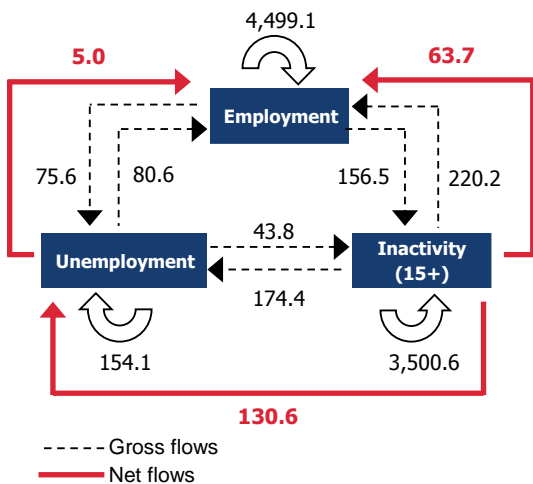 4,499.1
5.0
63.7
Employment
75.6
80.6
156.5
220.2
43.8
Unemployment
Inactivity
(15+)
174.4
154.1
3,500.6
130.6
Gross flows
Net flows